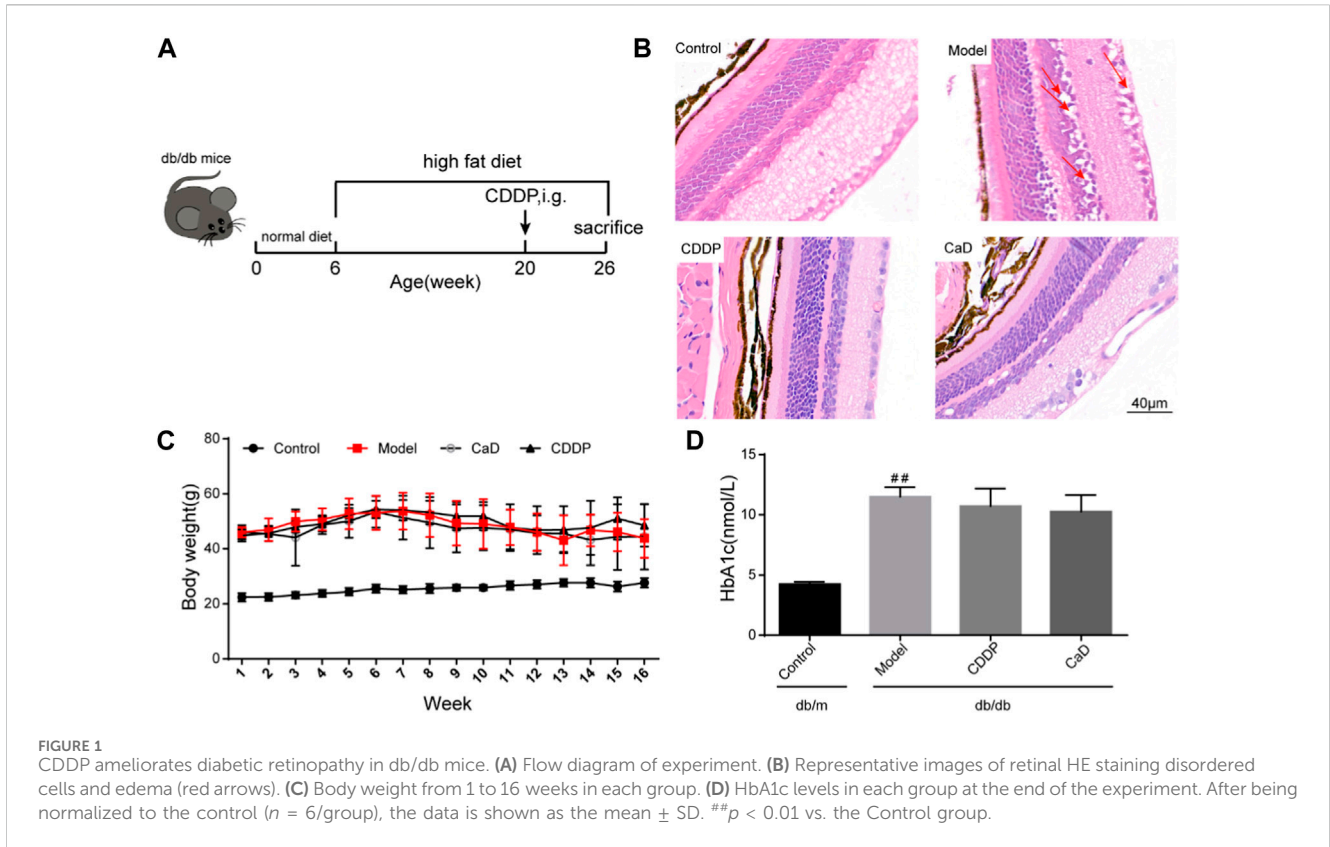 A
db/db mice
high fat diet
CDDP,i.g.
sacrifice
normal diet
0
6
20
26
Age(week)
B
Control
Model
CDDP
CaD
40μm
C
Control
Model
CaD
CDDP
Body weight(g)
80
60
40
20
0
1 2 3 4 5 6 7 8 9 10 11 12 13 14 15 16
Week
D
HbA1c(nmol/L)
15
10
5
0
##
Control
Model
CDDP
CaD
db/m
db/db
FIGURE 1
CDDP ameliorates diabetic retinopathy in db/db mice. (A) Flow diagram of experiment. (B) Representative images of retinal HE staining disordered
cells and edema (red arrows). (C) Body weight from 1 to 16 weeks in each group. (D) HbA1c levels in each group at the end of the experiment. After being
normalized to the control (n = 6/group), the data is shown as the mean ± SD. ##p < 0.01 vs. the Control group.